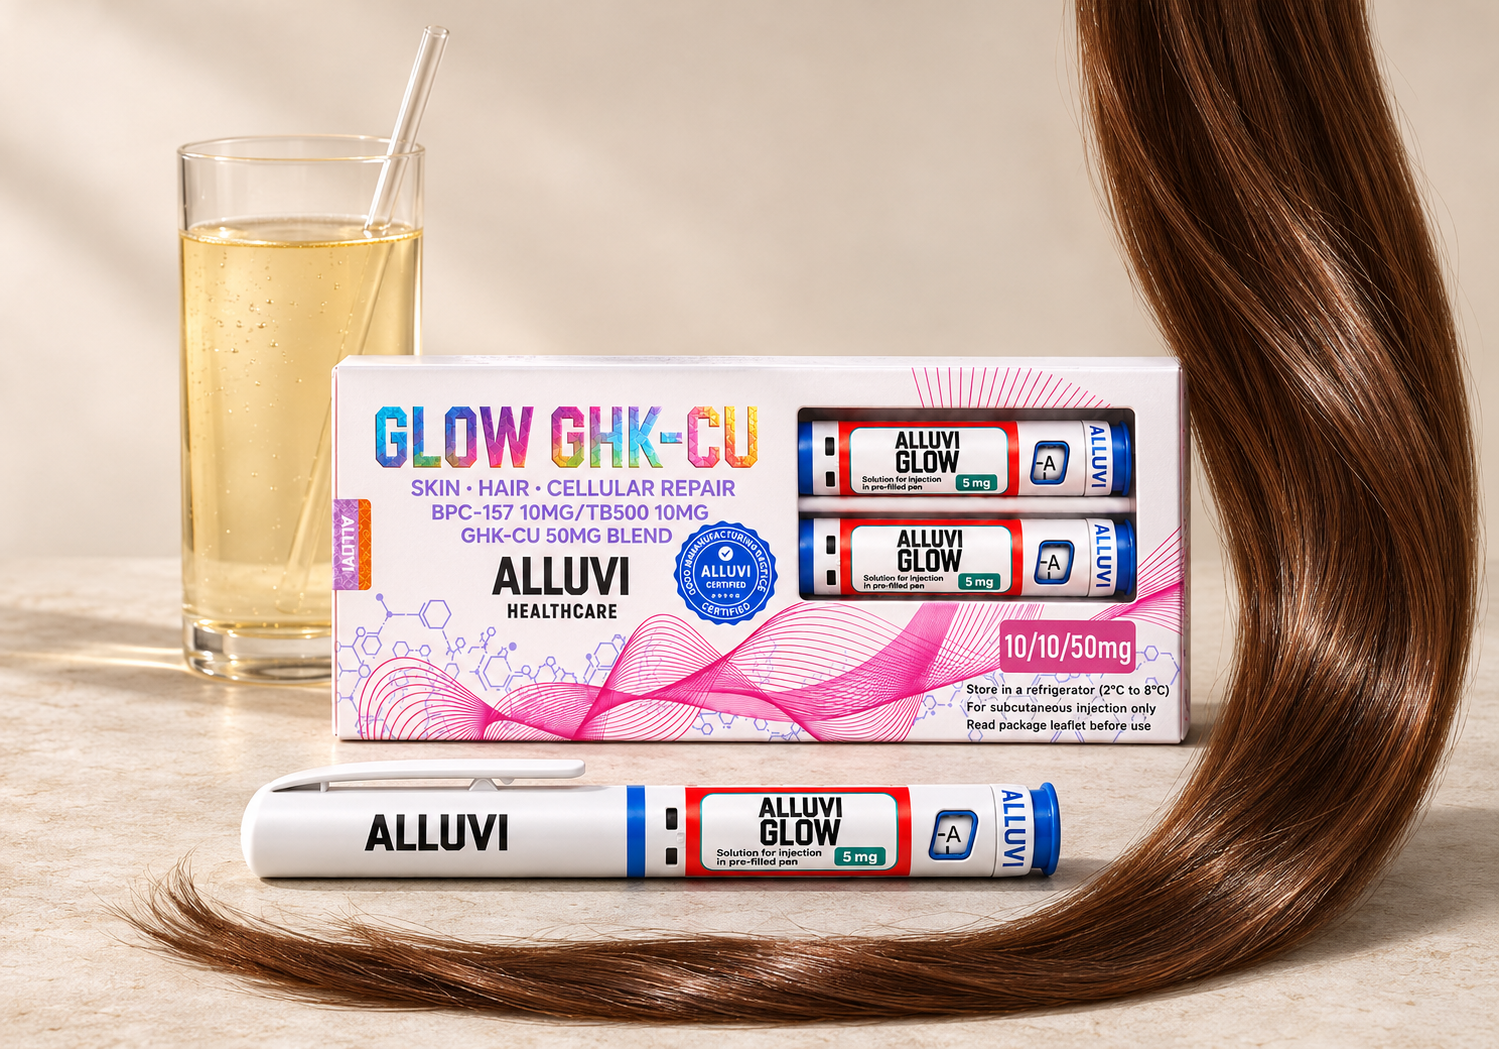 GLOW GHK-CU
SKIN · HAIR · CELLULAR REPAIR
BPC-157 10MG/TB500 10MG
GHK-CU 50MG BLEND
ALLUVI
HEALTHCARE
ALLUVI
GOOD MANUFACTURING PRACTICE
ALLUVI
CERTIFIED
CERTIFIED
ALLUVI
GLOW
Solution for injection
in pre-filled pen
5 mg
-A
ALLUVI
ALLUVI
GLOW
Solution for injection
in pre-filled pen
5 mg
-A
ALLUVI
10/10/50mg
Store in a refrigerator (2°C to 8°C)
For subcutaneous injection only
Read package leaflet before use
ALLUVI
ALLUVI
GLOW
Solution for injection
in pre-filled pen
5 mg
-A
ALLUVI